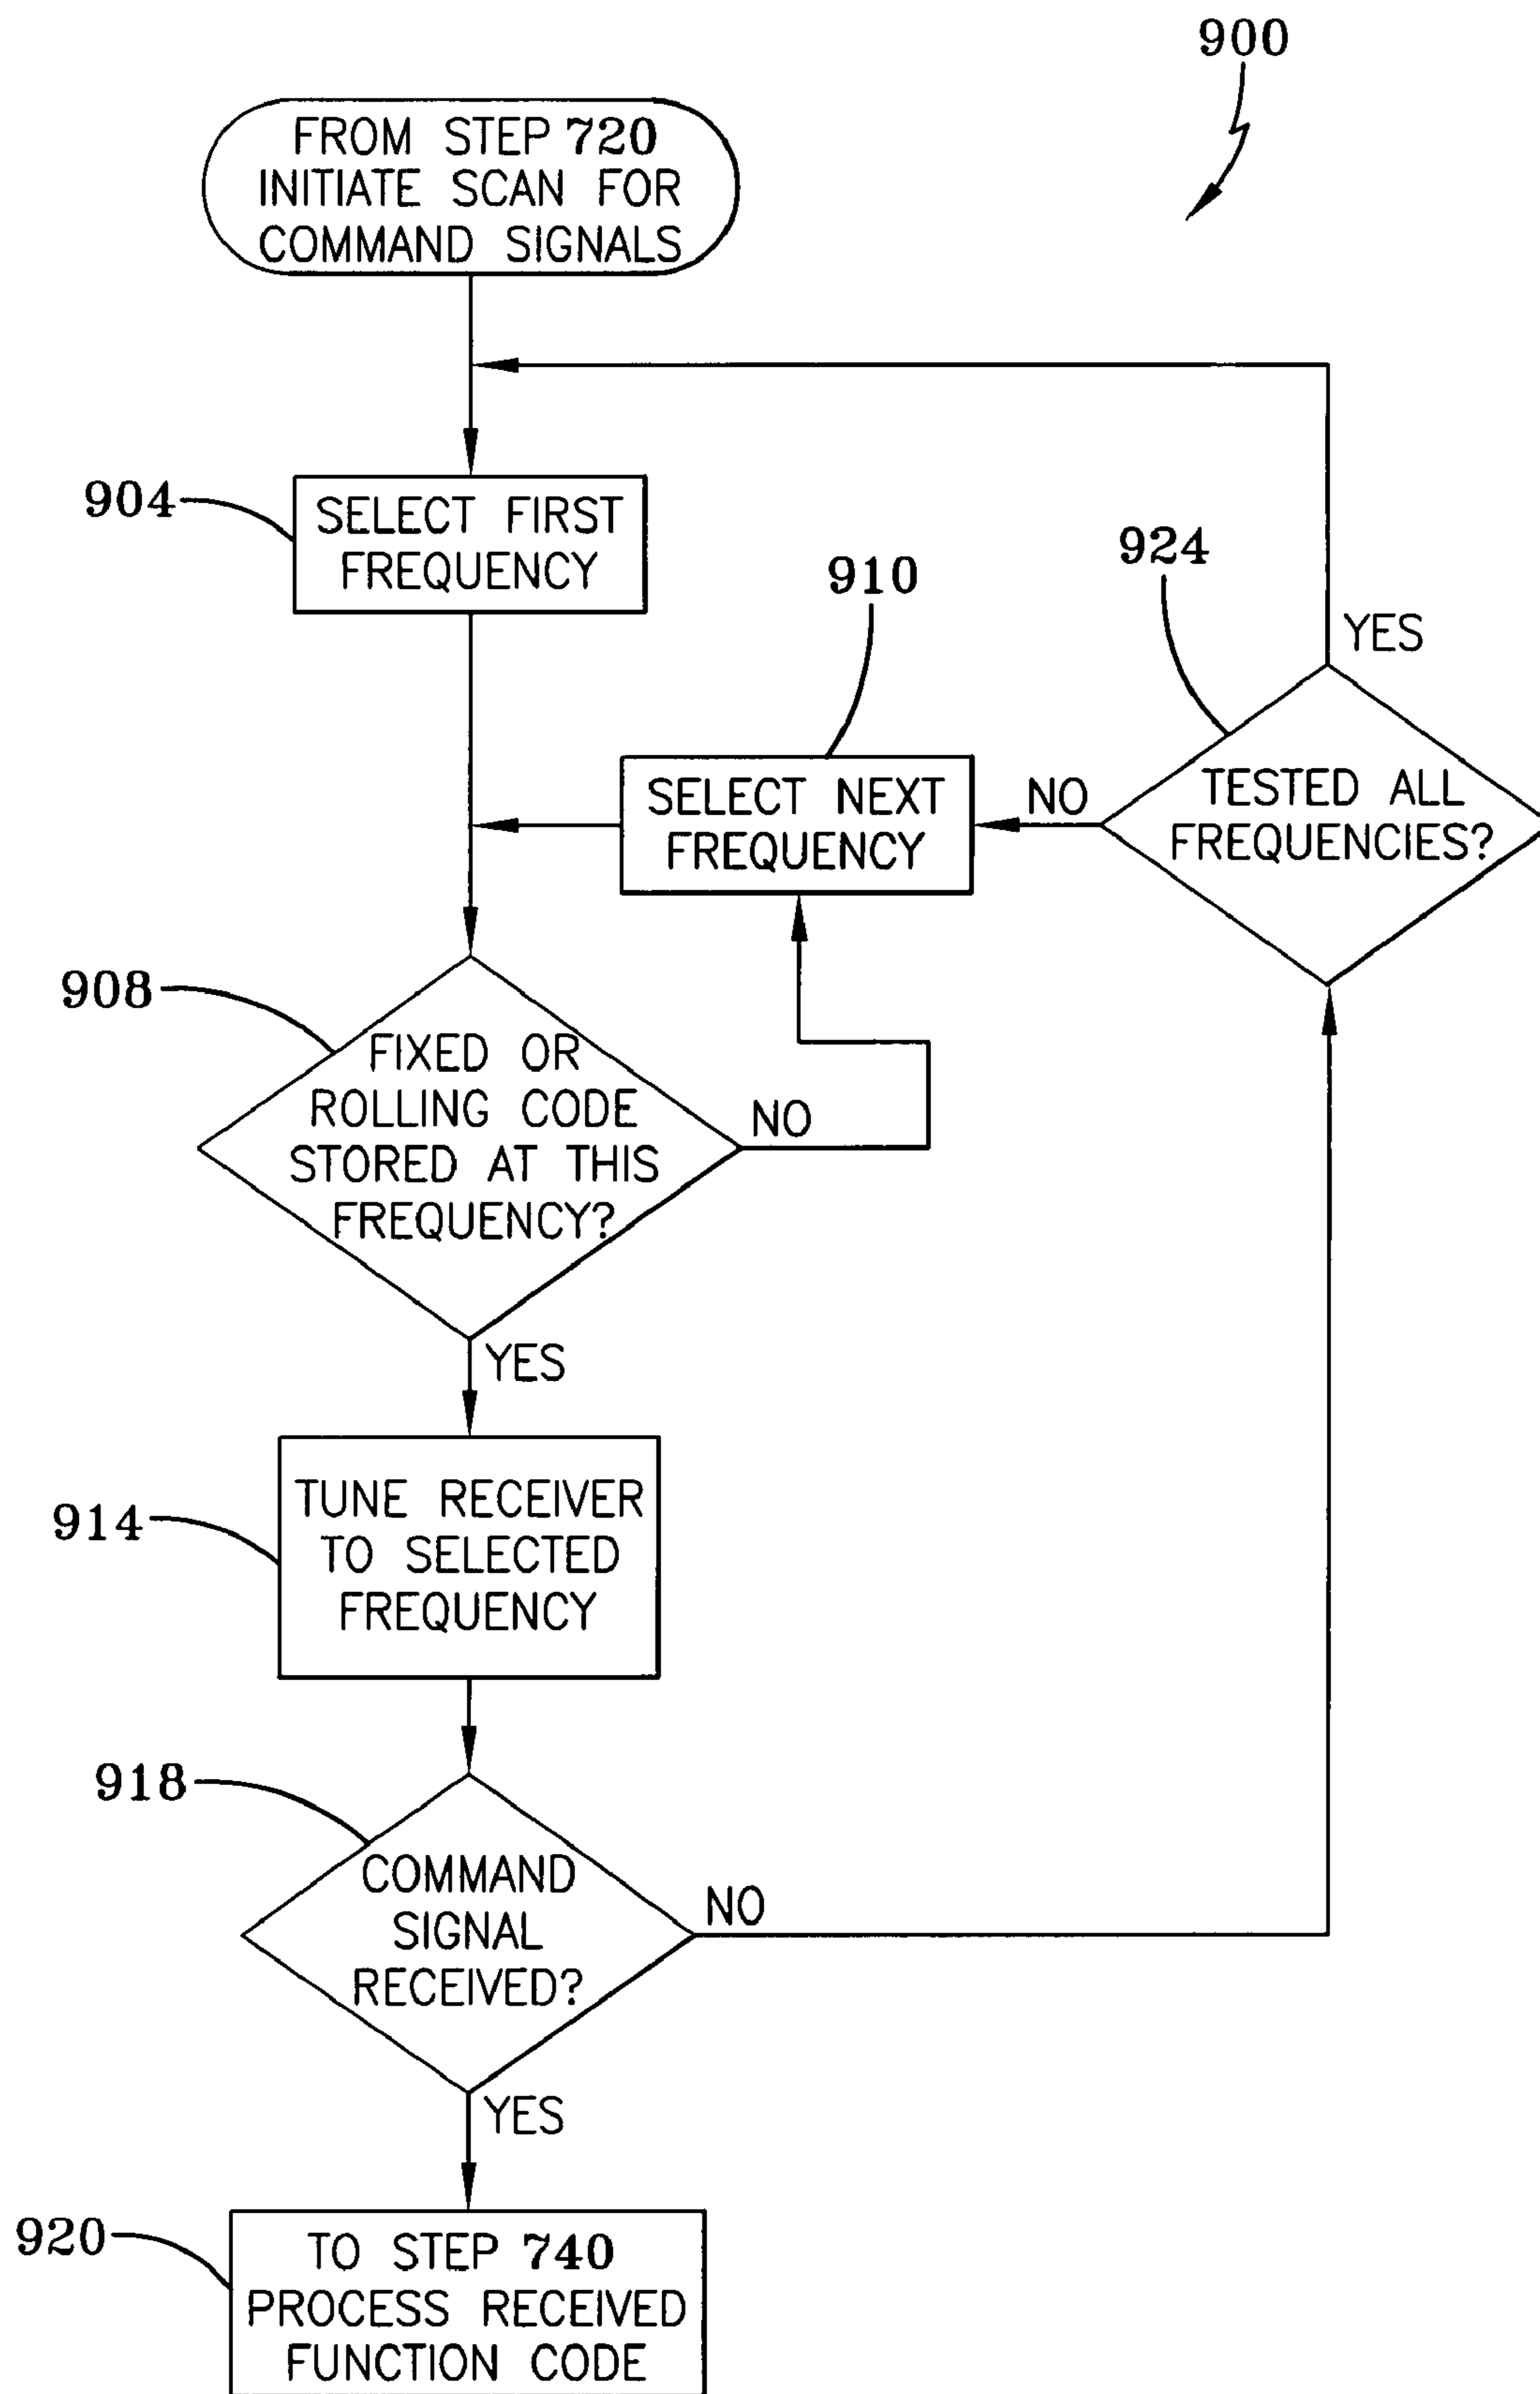 900
FROM STEP 720
INITIATE SCAN FOR
COMMAND SIGNALS
904
SELECT FIRST
FREQUENCY
910
924
YES
SELECT NEXT
FREQUENCY
NO
TESTED ALL
FREQUENCIES?
908
FIXED OR
ROLLING CODE
STORED AT THIS
FREQUENCY?
NO
YES
914
TUNE RECEIVER
TO SELECTED
FREQUENCY
918
COMMAND
SIGNAL
RECEIVED?
NO
YES
920
TO STEP 740
PROCESS RECEIVED
FUNCTION CODE